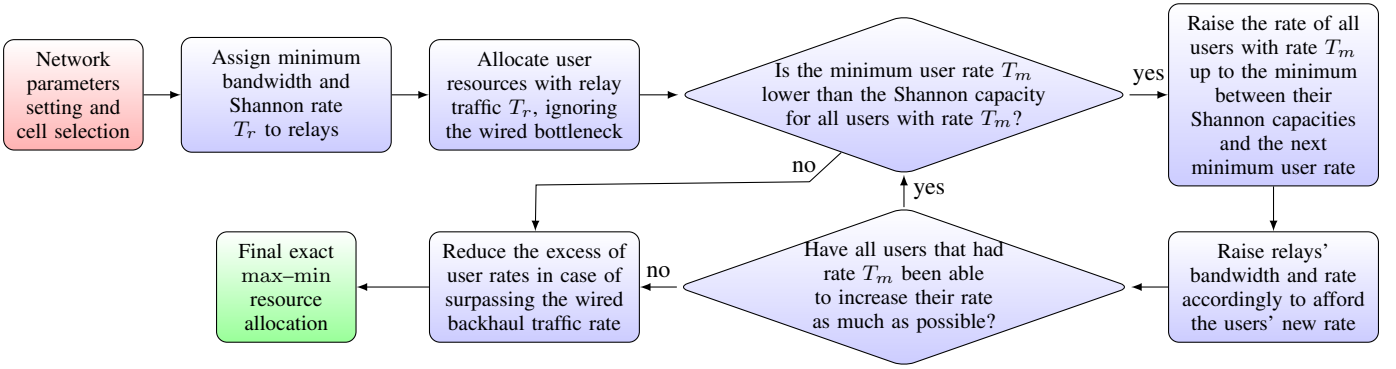 Network
parameters
setting and
cell selection
Assign minimum
bandwidth and
Shannon rate
T_r to relays
Allocate user
resources with relay
traffic T_r, ignoring
the wired bottleneck
Is the minimum user rate T_m
lower than the Shannon capacity
for all users with rate T_m?
yes
Raise the rate of all
users with rate T_m
up to the minimum
between their
Shannon capacities
and the next
minimum user rate
no
yes
Final exact
max–min
resource
allocation
Reduce the excess of
user rates in case of
surpassing the wired
backhaul traffic rate
no
Have all users that had
rate T_m been able
to increase their rate
as much as possible?
Raise relays'
bandwidth and rate
accordingly to afford
the users' new rate